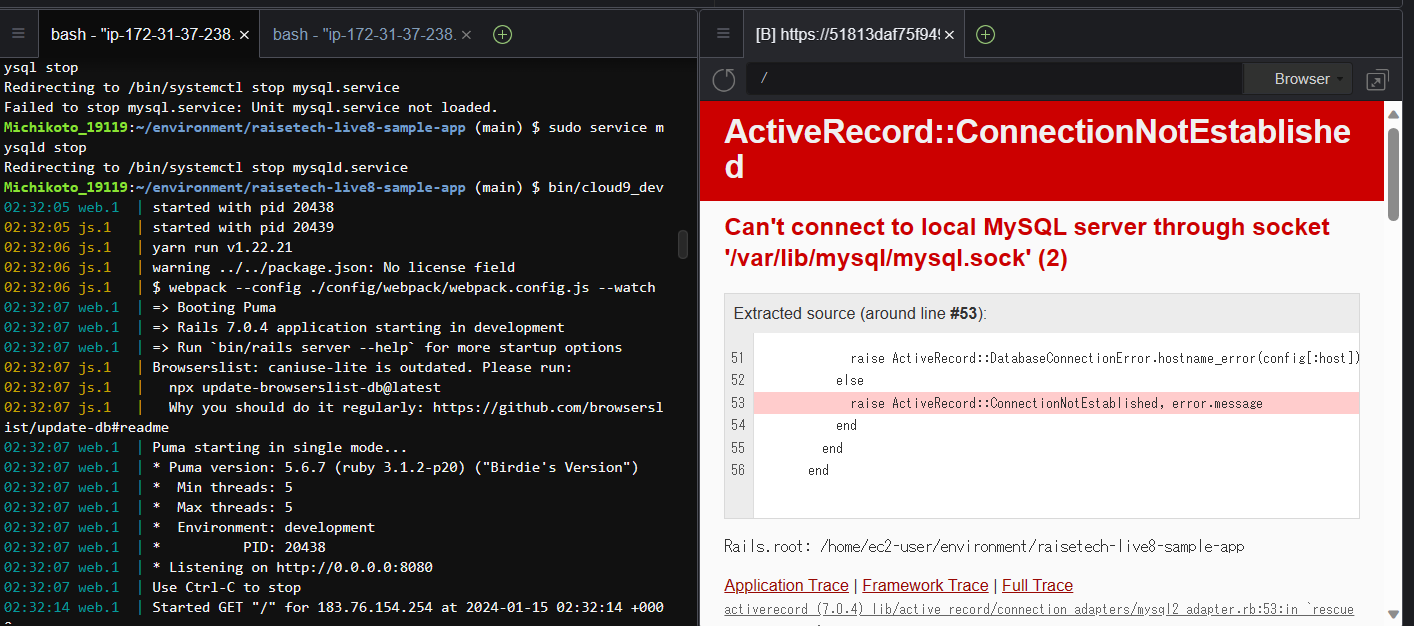 bash - "ip-172-31-37-238. ×
bash - "ip-172-31-37-238. ×
ysql stop
Redirecting to /bin/systemctl stop mysql.service
Failed to stop mysql.service: Unit mysql.service not loaded.
Michikoto_19119:~/environment/raisetech-live8-sample-app (main) $ sudo service m
ysqld stop
Redirecting to /bin/systemctl stop mysqld.service
Michikoto_19119:~/environment/raisetech-live8-sample-app (main) $ bin/cloud9_dev
02:32:05 web.1  | started with pid 20438
02:32:05 js.1   | started with pid 20439
02:32:06 js.1   | yarn run v1.22.21
02:32:06 js.1   | warning ../../package.json: No license field
02:32:06 js.1   | $ webpack --config ./config/webpack/webpack.config.js --watch
02:32:07 web.1  | => Booting Puma
02:32:07 web.1  | => Rails 7.0.4 application starting in development
02:32:07 web.1  | => Run `bin/rails server --help` for more startup options
02:32:07 js.1   | Browserslist: caniuse-lite is outdated. Please run:
02:32:07 js.1   |   npx update-browserslist-db@latest
02:32:07 js.1   |   Why you should do it regularly: https://github.com/browsersl
ist/update-db#readme
02:32:07 web.1  | Puma starting in single mode...
02:32:07 web.1  | * Puma version: 5.6.7 (ruby 3.1.2-p20) ("Birdie's Version")
02:32:07 web.1  | *  Min threads: 5
02:32:07 web.1  | *  Max threads: 5
02:32:07 web.1  | *  Environment: development
02:32:07 web.1  | *          PID: 20438
02:32:07 web.1  | * Listening on http://0.0.0.0:8080
02:32:07 web.1  | Use Ctrl-C to stop
02:32:14 web.1  | Started GET "/" for 183.76.154.254 at 2024-01-15 02:32:14 +000
[B] https://51813daf75f94 ×
/
Browser
ActiveRecord::ConnectionNotEstablishe
d
Can't connect to local MySQL server through socket
'/var/lib/mysql/mysql.sock' (2)
Extracted source (around line #53):
51 raise ActiveRecord::DatabaseConnectionError.hostname_error(config[:host])
52 else
53 raise ActiveRecord::ConnectionNotEstablished, error.message
54 end
55 end
56 end
Rails.root: /home/ec2-user/environment/raisetech-live8-sample-app
Application Trace | Framework Trace | Full Trace
activerecord (7.0.4) lib/active_record/connection_adapters/mysql2_adapter.rb:53:in `rescue